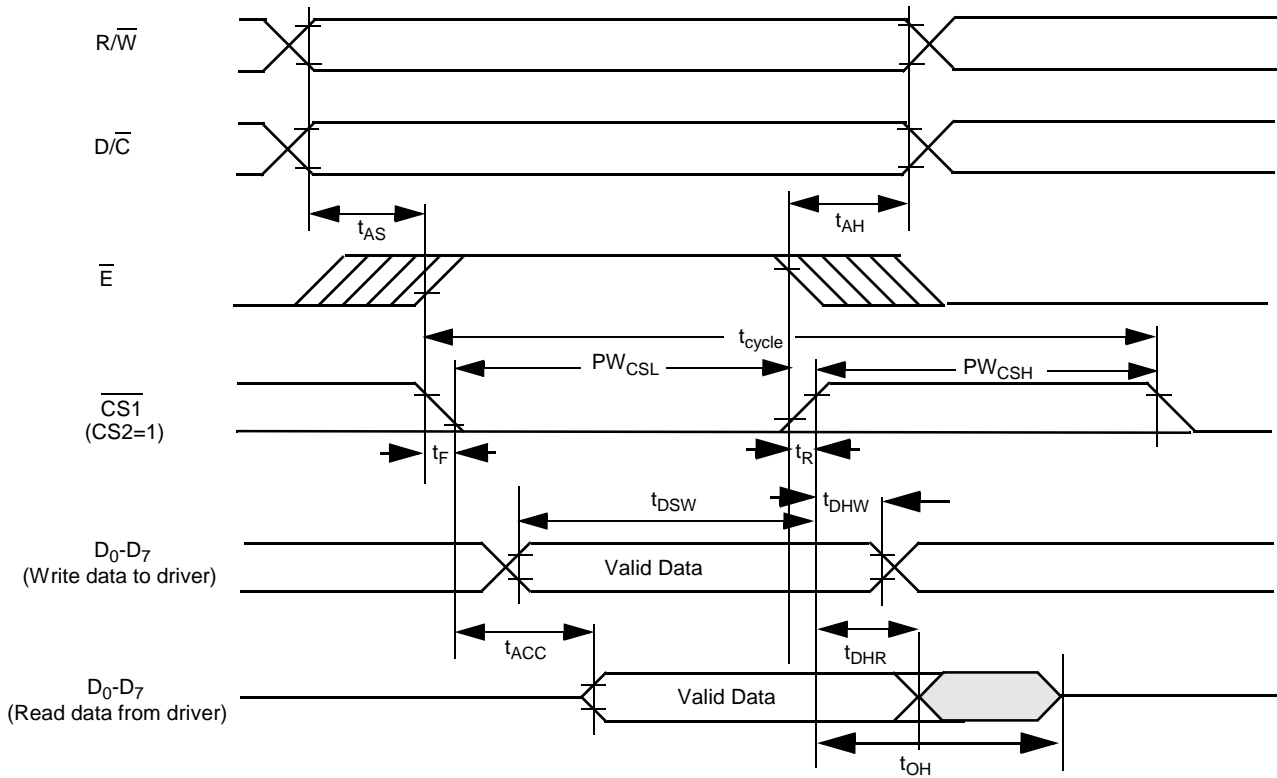 R/W̅
D/C̅
tAS
tAH
E̅
tcycle
PWCSL
PWCSH
C̅S̅1̅
(CS2=1)
tF
tR
tDSW
tDHW
D0-D7
(Write data to driver)
Valid Data
tACC
tDHR
D0-D7
(Read data from driver)
Valid Data
tOH